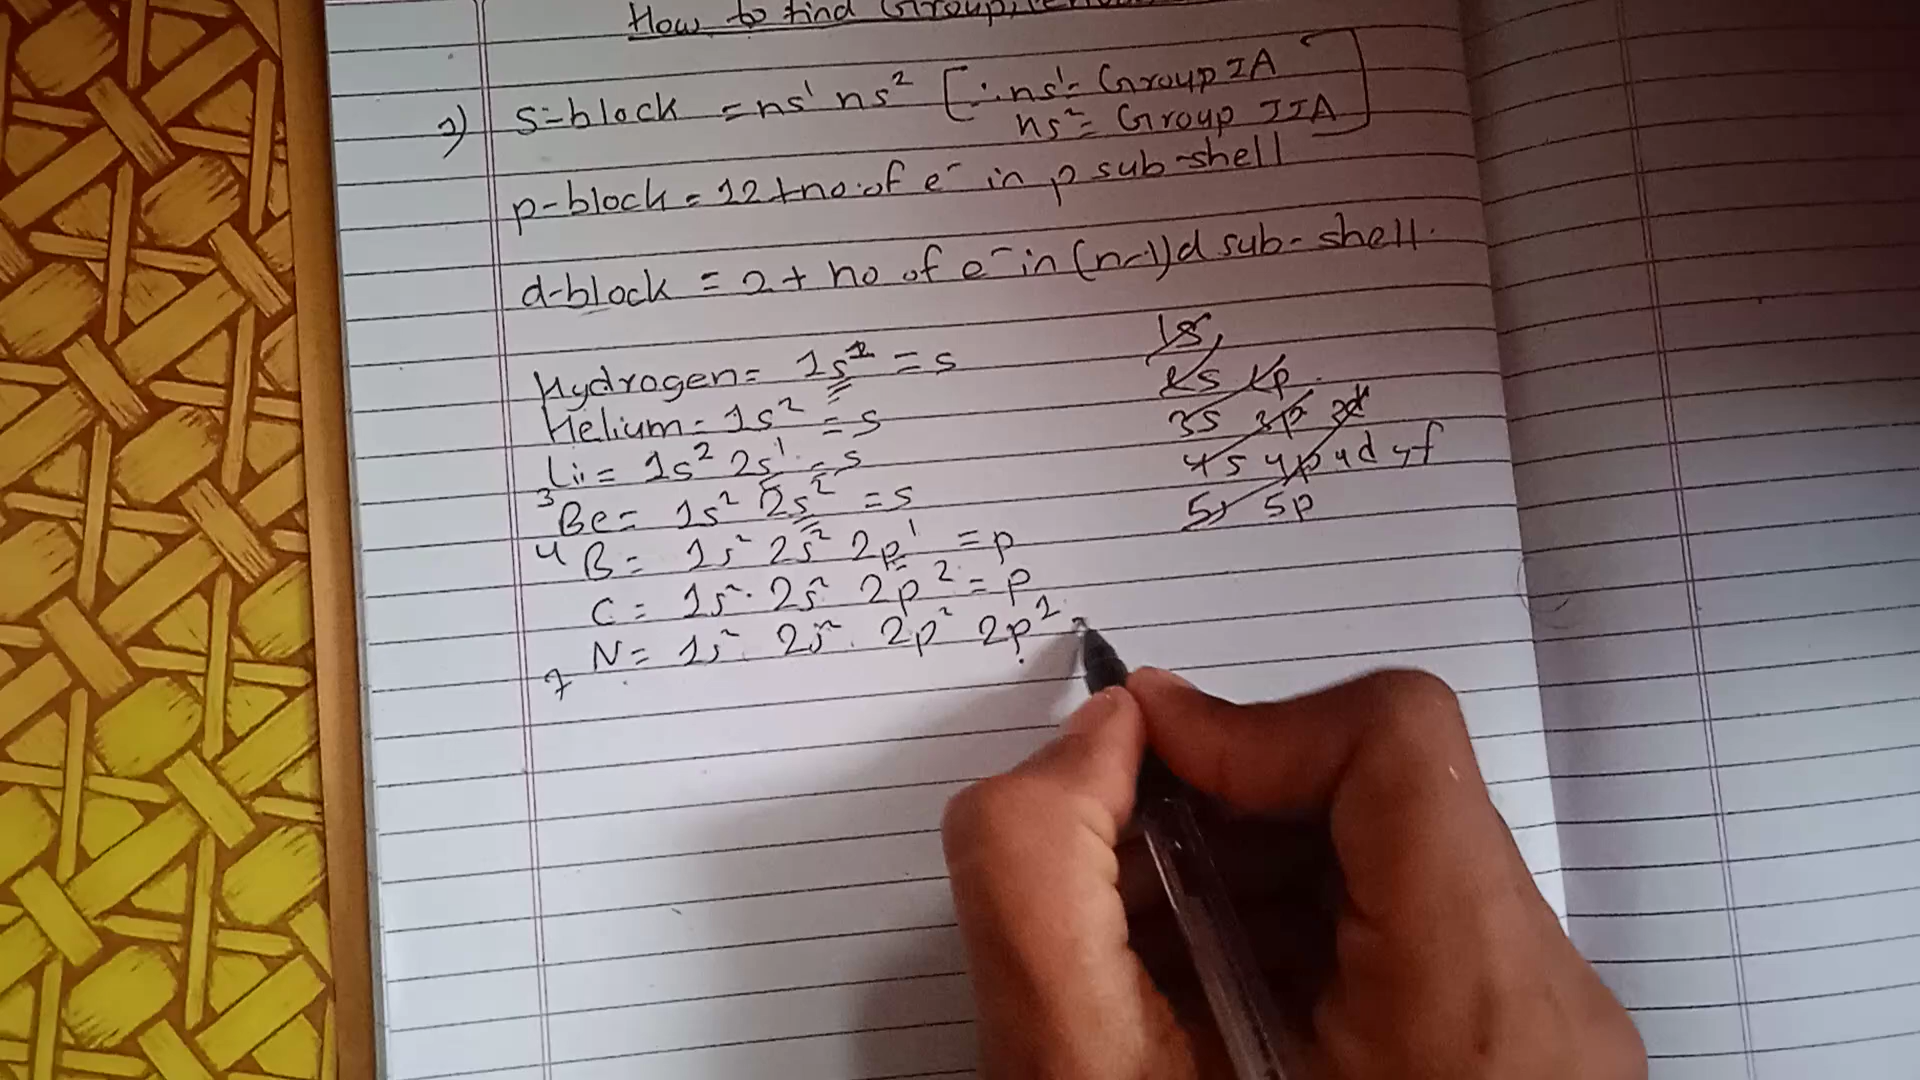 How to find Group,
1) s-block = ns¹ ns² [∴ ns¹= Group IA
ns²= Group IIA]
p-block = 12+no.of e⁻ in p sub-shell
d-block = 2+ no of e⁻ in (n-1)d sub-shell.
Hydrogen= 1s¹ = s
Helium= 1s² = s
Li= 1s² 2s¹ = s
3
Be= 1s² 2s² = s
4
B= 1s² 2s² 2p¹ = p
C= 1s² 2s² 2p² = p
N= 1s² 2s² 2p² 2p¹
7
1s
2s 2p
3s 3p 3d
4s 4p 4d 4f
5s 5p